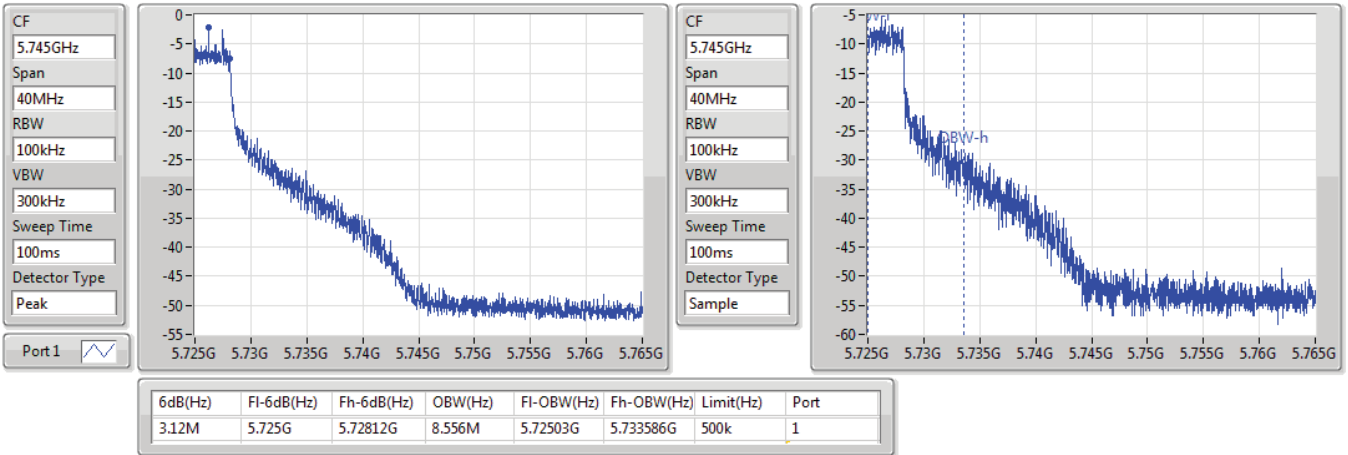 CF
5.745GHz
Span
40MHz
RBW
100kHz
VBW
300kHz
Sweep Time
100ms
Detector Type
Peak
Port 1
0
-5
-10
-15
-20
-25
-30
-35
-40
-45
-50
-55
5.725G 5.73G 5.735G 5.74G 5.745G 5.75G 5.755G 5.76G 5.765G
CF
5.745GHz
Span
40MHz
RBW
100kHz
VBW
300kHz
Sweep Time
100ms
Detector Type
Sample
-5
-10
-15
-20
-25
-30
-35
-40
-45
-50
-55
-60
OBW-h
5.725G 5.73G 5.735G 5.74G 5.745G 5.75G 5.755G 5.76G 5.765G
6dB(Hz) Fl-6dB(Hz) Fh-6dB(Hz) OBW(Hz) Fl-OBW(Hz) Fh-OBW(Hz) Limit(Hz) Port
3.12M 5.725G 5.72812G 8.556M 5.72503G 5.733586G 500k 1